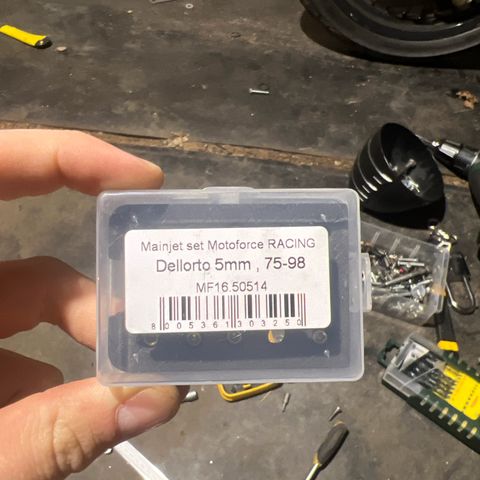 Mainjet set Motoforce RACING
Dellorto 5mm , 75-98
MF16.50514
8005361303250